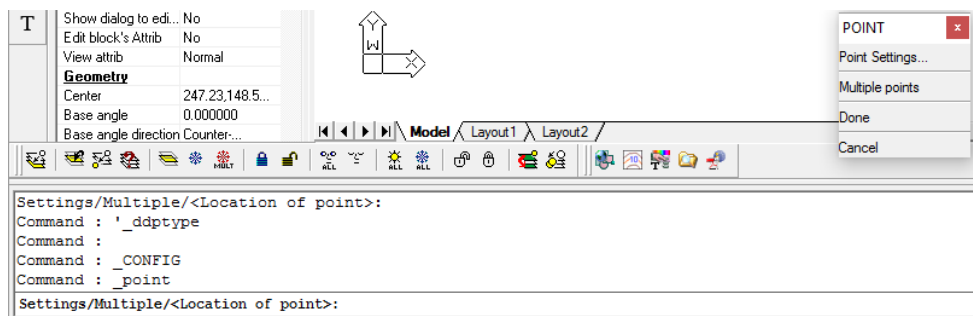 T
Show dialog to edi... No
Edit block's Attrib No
View attrib Normal
Geometry
Center 247.23,148.5...
Base angle 0.000000
Base angle direction Counter-...
Y
W
X
Model Layout1 Layout2
POINT x
Point Settings...
Multiple points
Done
Cancel
MULT ALL ALL ALL
Settings/Multiple/<Location of point>:
Command : '_ddptype
Command :
Command : _CONFIG
Command : _point
Settings/Multiple/<Location of point>: